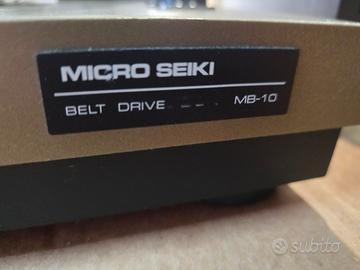 MICRO SEIKI
BELT DRIVE MB-10
subito